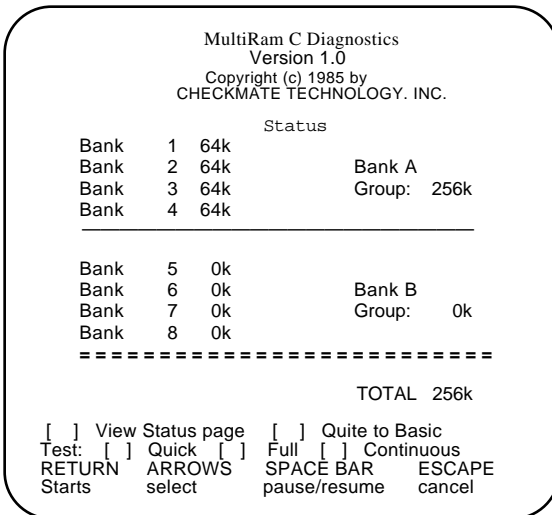 MultiRam C Diagnostics
Version 1.0
Copyright (c) 1985 by
CHECKMATE TECHNOLOGY. INC.
Status
Bank 1 64k
Bank 2 64k Bank A
Bank 3 64k Group: 256k
Bank 4 64k
Bank 5 0k
Bank 6 0k Bank B
Bank 7 0k Group: 0k
Bank 8 0k
===========================
TOTAL 256k
[ ] View Status page [ ] Quite to Basic
Test: [ ] Quick [ ] Full [ ] Continuous
RETURN ARROWS SPACE BAR ESCAPE
Starts select pause/resume cancel